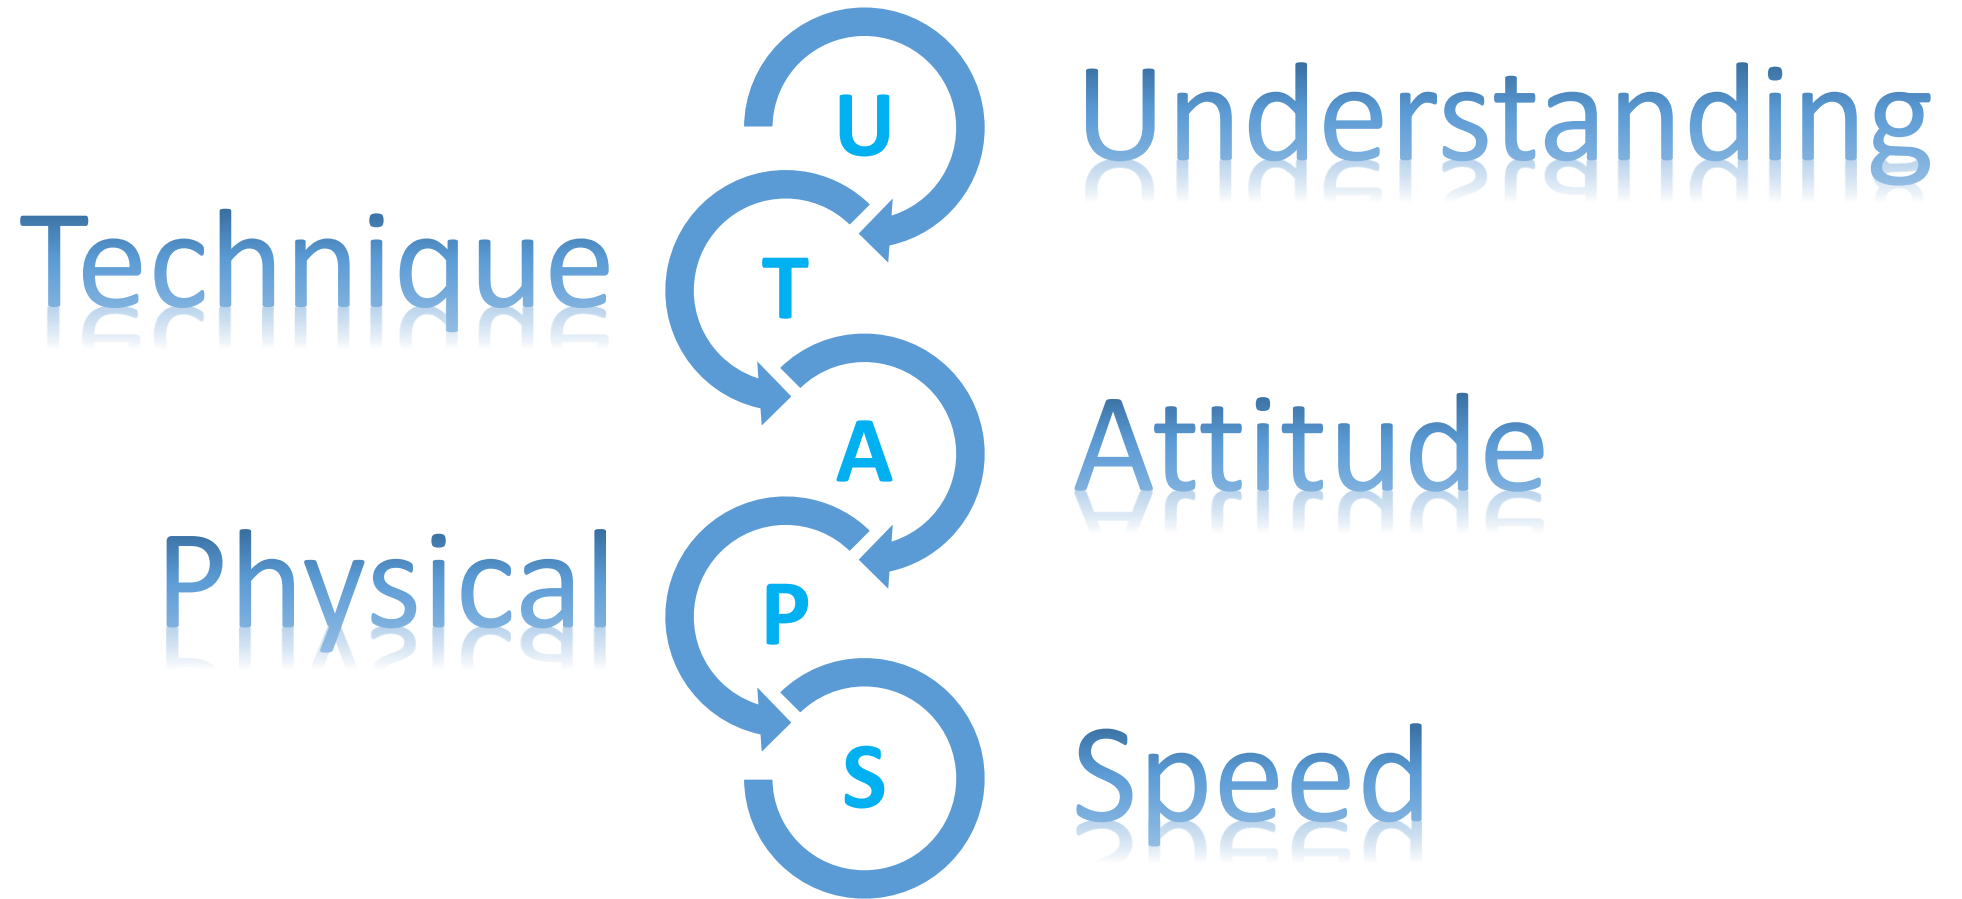 U Understanding
Technique T
A Attitude
Physical P
S Speed